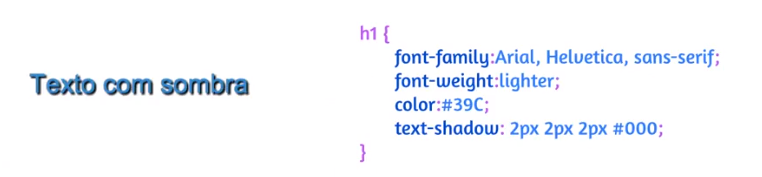 Texto com sombra
h1 {
font-family:Arial, Helvetica, sans-serif;
font-weight:lighter;
color:#39C;
text-shadow: 2px 2px 2px #000;
}